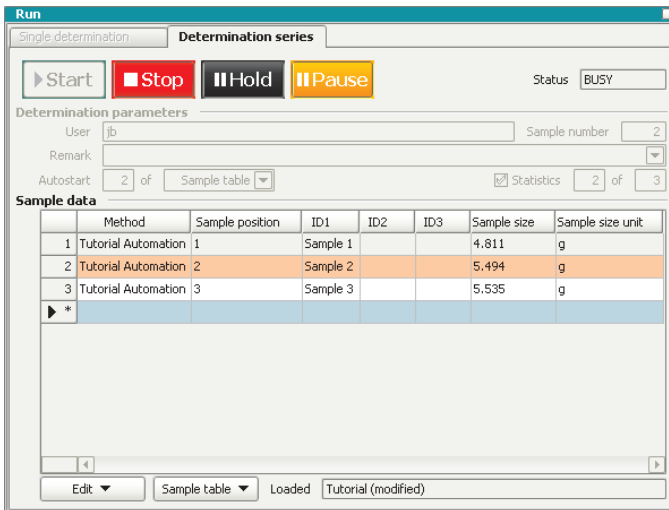 Run
Single determination Determination series
Start Stop Hold Pause Status BUSY
Determination parameters
User jb Sample number 2
Remark
Autostart 2 of Sample table Statistics 2 of 3
Sample data
Method Sample position ID1 ID2 ID3 Sample size Sample size unit
1 Tutorial Automation 1 Sample 1 4.811 g
2 Tutorial Automation 2 Sample 2 5.494 g
3 Tutorial Automation 3 Sample 3 5.535 g
*
Edit Sample table Loaded Tutorial (modified)